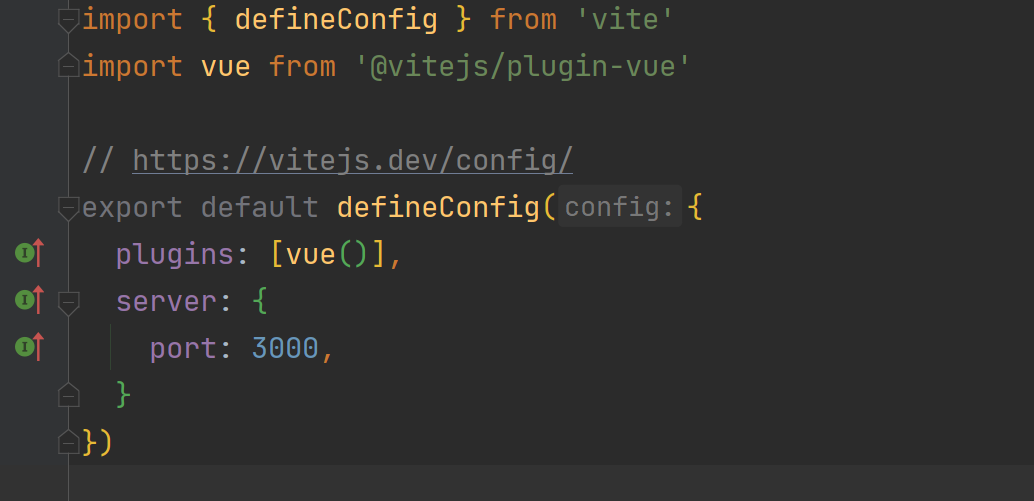 import { defineConfig } from 'vite'
import vue from '@vitejs/plugin-vue'
// https://vitejs.dev/config/
export default defineConfig( config: {
plugins: [vue()],
server: {
port: 3000,
}
})